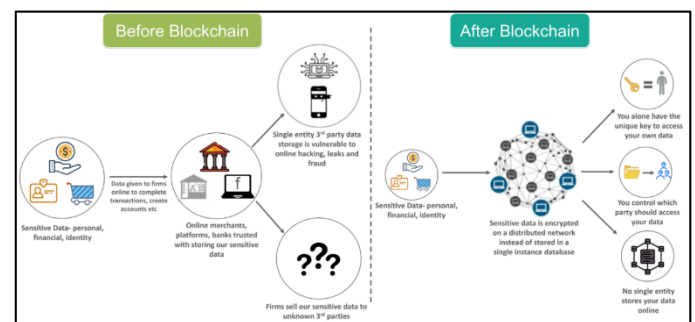 Before Blockchain
After Blockchain
Sensitive Data- personal,
financial, identity
Data given to firms
online to complete
transactions, create
accounts etc
f
Online merchants,
platforms, banks trusted
with storing our sensitive
data
Single entity 3rd party data
storage is vulnerable to
online hacking, leaks and
fraud
???
Firms sell our sensitive data to
unknown 3rd parties
Sensitive Data- personal,
financial, identity
Sensitive data is encrypted
on a distributed network
instead of stored in a
single instance database
=
You alone have the
unique key to access
your own data
You control which
party should access
your data
No single entity
stores your data
online